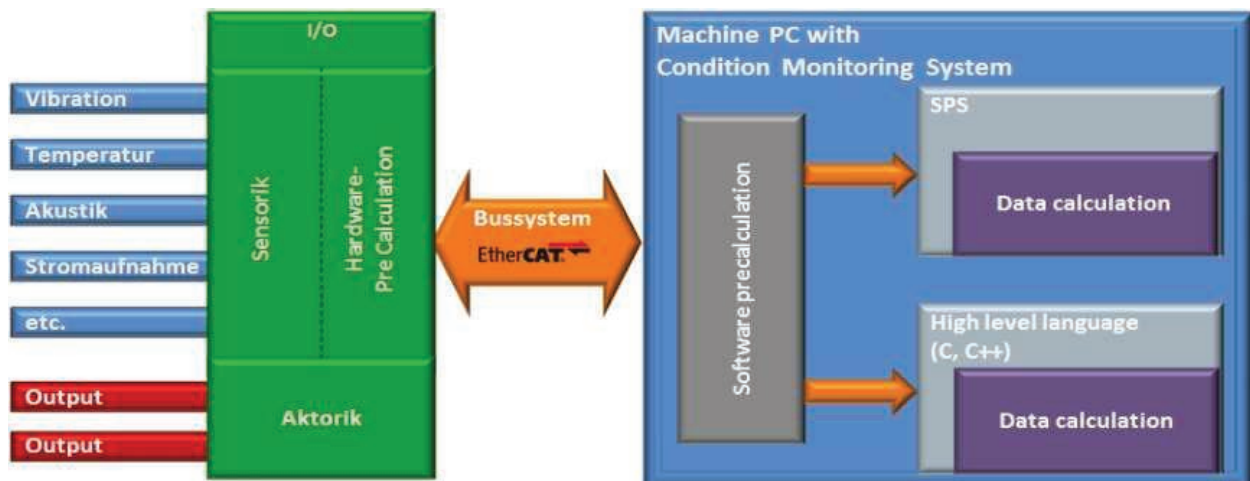 I/O
Vibration
Temperatur
Akustik
Stromaufnahme
etc.
Output
Output
Sensorik
Hardware-
Pre Calculation
Aktorik
Bussystem
EtherCAT®
Machine PC with
Condition Monitoring System
Software precalculation
SPS
Data calculation
High level language
(C, C++)
Data calculation